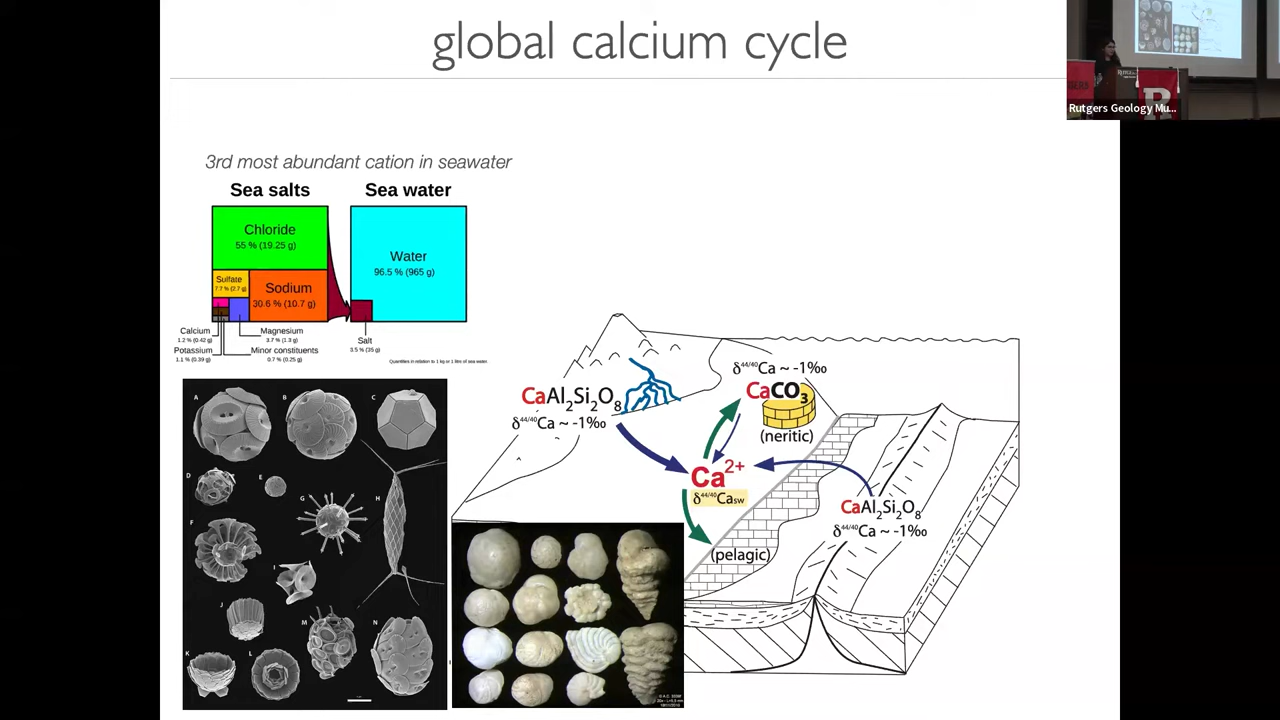 global calcium cycle
Rutgers Geology Mu...
3rd most abundant cation in seawater
Sea salts
Sea water
Chloride
55 % (19.25 g)
Sulfate
7.7 % (2.7 g)
Sodium
30.6 % (10.7 g)
Water
96.5 % (965 g)
Calcium
1.2 % (0.42 g)
Potassium
1.1 % (0.39 g)
Magnesium
3.7 % (1.3 g)
Minor constituents
0.7 % (0.25 g)
Salt
3.5 % (35 g)
Quantities in relation to 1 kg or 1 litre of sea water.
CaAl₂Si₂O₈
δ⁴⁴/⁴⁰Ca ~ -1‰
δ⁴⁴/⁴⁰Ca ~ -1‰
CaCO₃
(neritic)
Ca²⁺
δ⁴⁴/⁴⁰Casw
(pelagic)
CaAl₂Si₂O₈
δ⁴⁴/⁴⁰Ca ~ -1‰
A
B
C
D
E
F
G
H
I
J
K
L
M
N
R